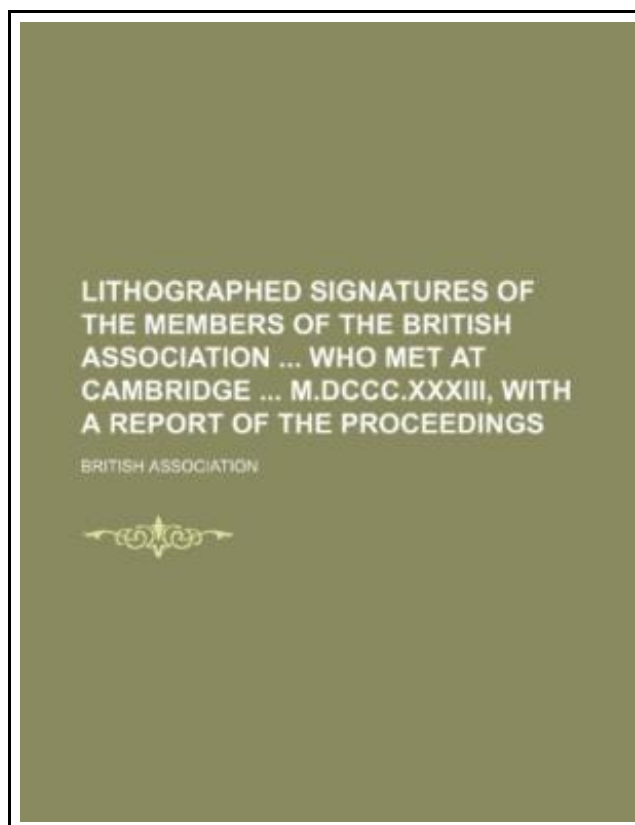 LITHOGRAPHED SIGNATURES OF
THE MEMBERS OF THE BRITISH
ASSOCIATION ... WHO MET AT
CAMBRIDGE ... M.DCCC.XXXIII, WITH
A REPORT OF THE PROCEEDINGS
BRITISH ASSOCIATION